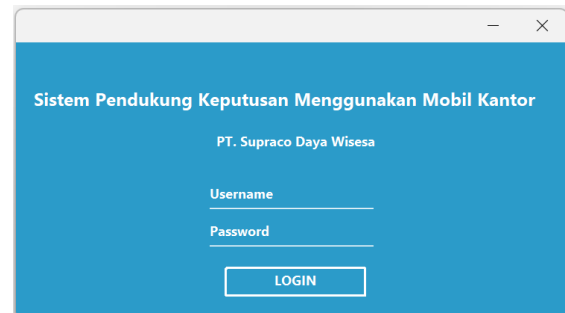 Sistem Pendukung Keputusan Menggunakan Mobil Kantor
PT. Supraco Daya Wisesa
Username
Password
LOGIN